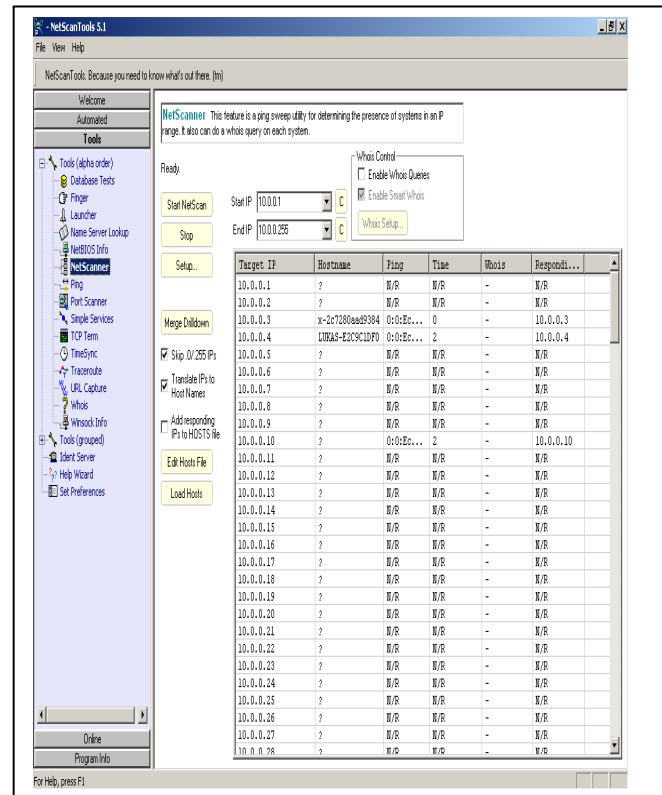 - NetScanTools 5.1
File View Help
NetScanTools. Because you need to know what's out there. (tm)
Welcome
Automated
Tools
Tools (alpha order)
Database Tests
Finger
Launcher
Name Server Lookup
NetBIOS Info
NetScanner
Ping
Port Scanner
Simple Services
TCP Term
TimeSync
Traceroute
URL Capture
Whois
Winsock Info
Tools (grouped)
Ident Server
Help Wizard
Set Preferences
Online
Program Info
NetScanner This feature is a ping sweep utility for determining the presence of systems in an IP
range. It also can do a whois query on each system.
Ready.
Start NetScan
Stop
Setup...
Merge Drilldown
Skip .0/.255 IPs
Translate IPs to
Host Names
Add responding
IPs to HOSTS file
Edit Hosts File
Load Hosts
Start IP 10.0.0.1 C
End IP 10.0.0.255 C
Whois Control
Enable Whois Queries
Enable Smart Whois
Whois Setup...
Target IP Hostname Ping Time Whois Respondi...
10.0.0.1 ? N/R N/R - N/R
10.0.0.2 ? N/R N/R - N/R
10.0.0.3 x-2c7280aad9384 0:0:Ec... 0 - 10.0.0.3
10.0.0.4 LUKAS-E2C9C1DF0 0:0:Ec... 2 - 10.0.0.4
10.0.0.5 ? N/R N/R - N/R
10.0.0.6 ? N/R N/R - N/R
10.0.0.7 ? N/R N/R - N/R
10.0.0.8 ? N/R N/R - N/R
10.0.0.9 ? N/R N/R - N/R
10.0.0.10 ? 0:0:Ec... 2 - 10.0.0.10
10.0.0.11 ? N/R N/R - N/R
10.0.0.12 ? N/R N/R - N/R
10.0.0.13 ? N/R N/R - N/R
10.0.0.14 ? N/R N/R - N/R
10.0.0.15 ? N/R N/R - N/R
10.0.0.16 ? N/R N/R - N/R
10.0.0.17 ? N/R N/R - N/R
10.0.0.18 ? N/R N/R - N/R
10.0.0.19 ? N/R N/R - N/R
10.0.0.20 ? N/R N/R - N/R
10.0.0.21 ? N/R N/R - N/R
10.0.0.22 ? N/R N/R - N/R
10.0.0.23 ? N/R N/R - N/R
10.0.0.24 ? N/R N/R - N/R
10.0.0.25 ? N/R N/R - N/R
10.0.0.26 ? N/R N/R - N/R
10.0.0.27 ? N/R N/R - N/R
10.0.0.28 ? N/R N/R - N/R
For Help, press F1